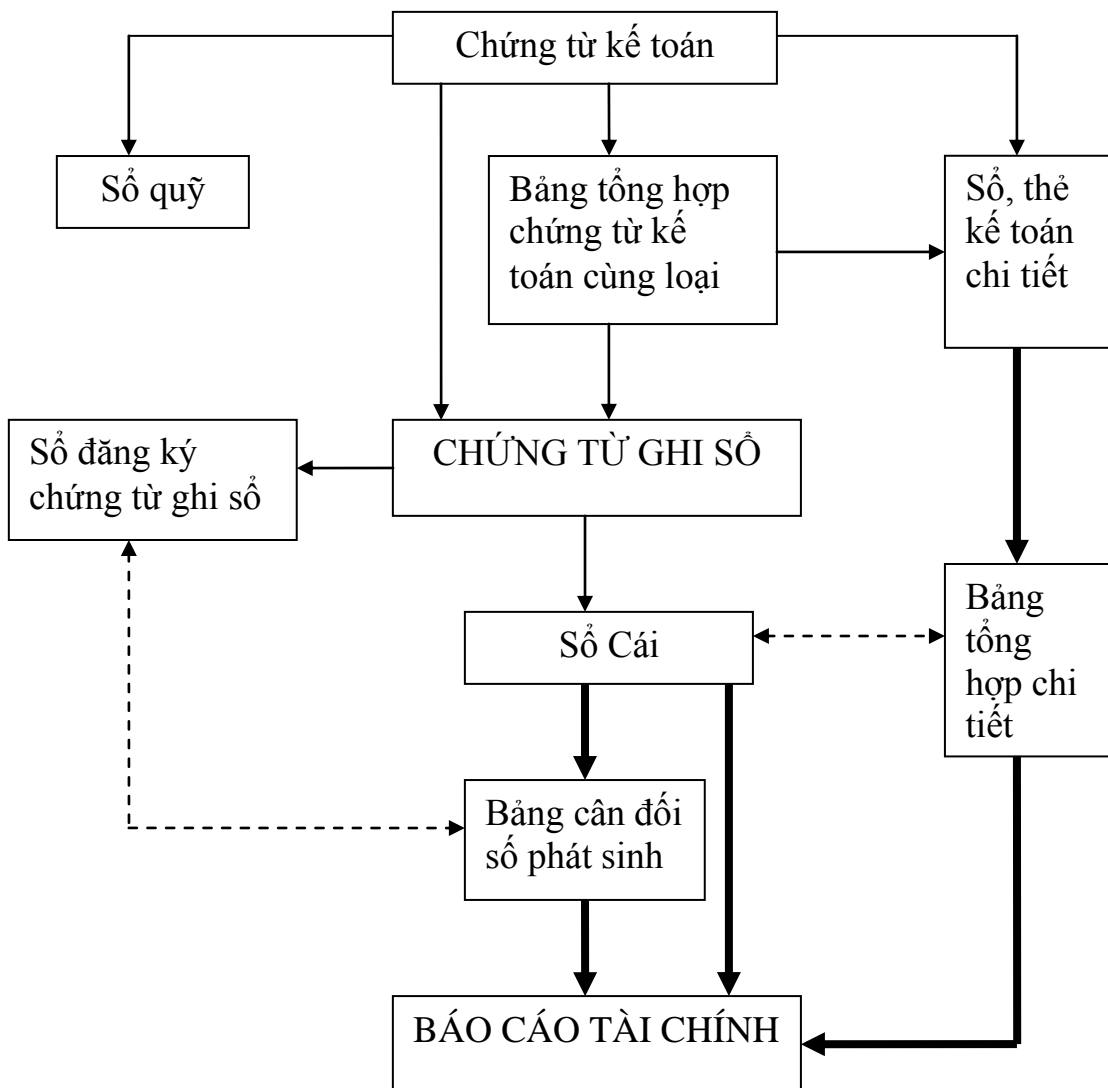 Chứng từ kế toán
Sổ quỹ
Bảng tổng hợp
chứng từ kế
toán cùng loại
Sổ, thẻ
kế toán
chi tiết
Sổ đăng ký
chứng từ ghi sổ
CHỨNG TỪ GHI SỔ
Sổ Cái
Bảng
tổng
hợp chi
tiết
Bảng cân đối
số phát sinh
BÁO CÁO TÀI CHÍNH